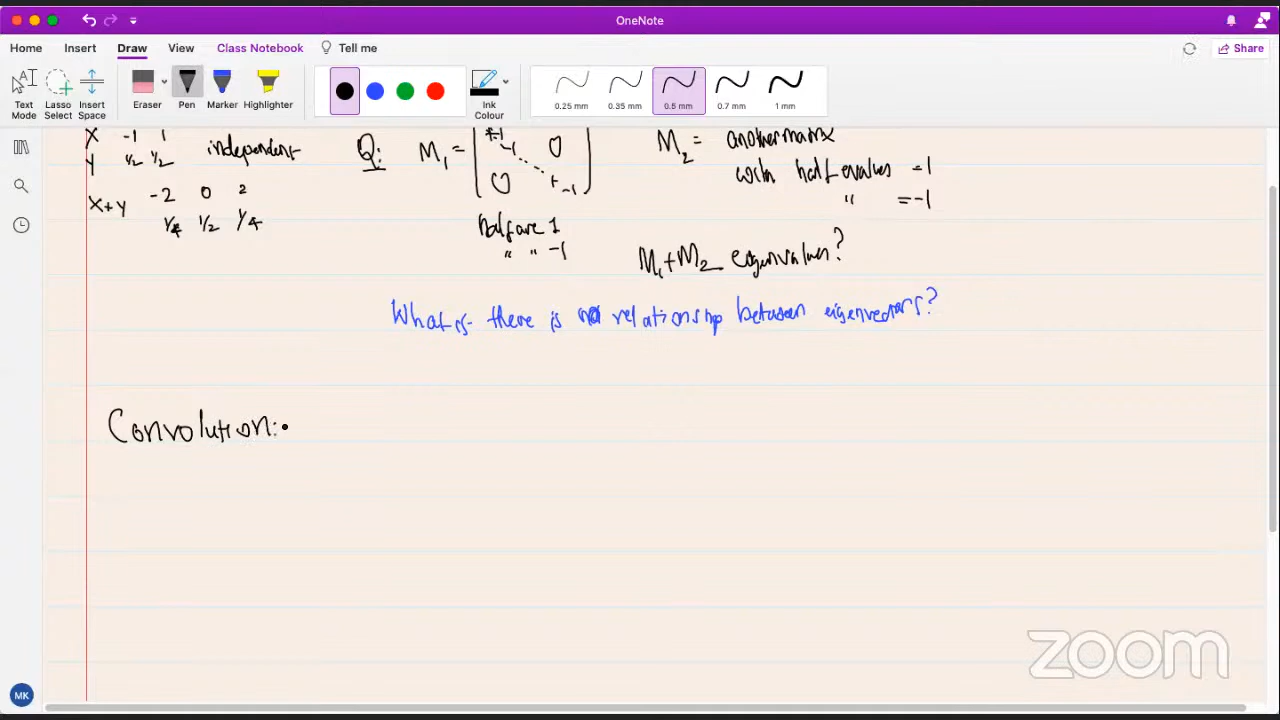 OneNote
Home Insert Draw View Class Notebook Tell me
Share
Text Mode
Lasso Select
Insert Space
Eraser
Pen
Marker
Highlighter
Ink Colour
0.25 mm
0.35 mm
0.5 mm
0.7 mm
1 mm
X -1 1
Y 1/2 1/2 independent
X+Y -2 0 2
1/4 1/2 1/4
Q: M1 =
-1 0
0 + -1
half are 1
" " -1
M2 = another matrix
with half evalues = 1
" = -1
M1+M2 eigenvalues?
What if there is no relationship between eigenvectors?
Convolution:
zoom
MK